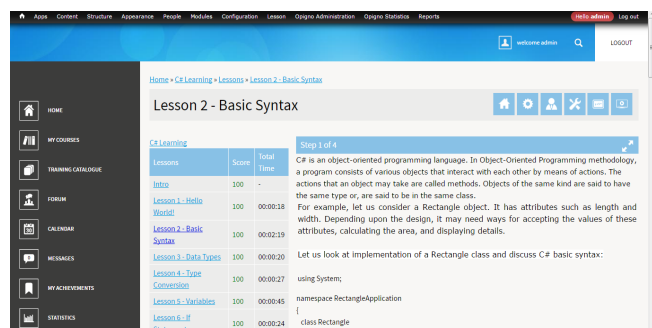 Apps Content Structure Appearance People Modules Configuration Lesson Opigno Administration Opigno Statistics Reports Hello admin Log out
welcome admin LOGOUT
Home » C# Learning » Lessons » Lesson 2 - Basic Syntax
Lesson 2 - Basic Syntax
HOME
MY COURSES
TRAINING CATALOGUE
FORUM
CALENDAR
MESSAGES
MY ACHIEVEMENTS
STATISTICS
C# Learning
Lessons Score Total Time
Intro 100 -
Lesson 1 - Hello World! 100 00:00:18
Lesson 2 - Basic Syntax 100 00:02:19
Lesson 3 - Data Types 100 00:00:20
Lesson 4 - Type Conversion 100 00:00:27
Lesson 5 - Variables 100 00:00:45
Lesson 6 - If 100 00:00:24
Step 1 of 4
C# is an object-oriented programming language. In Object-Oriented Programming methodology,
a program consists of various objects that interact with each other by means of actions. The
actions that an object may take are called methods. Objects of the same kind are said to have
the same type or, are said to be in the same class.
For example, let us consider a Rectangle object. It has attributes such as length and
width. Depending upon the design, it may need ways for accepting the values of these
attributes, calculating the area, and displaying details.
Let us look at implementation of a Rectangle class and discuss C# basic syntax:
using System;
namespace RectangleApplication
{
class Rectangle